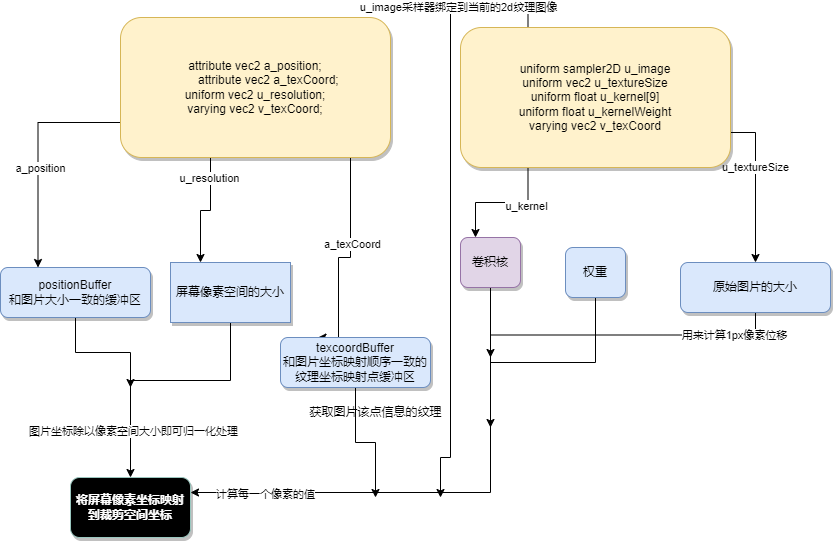 u_image采样器绑定到当前的2d纹理图像
attribute vec2 a_position;
attribute vec2 a_texCoord;
uniform vec2 u_resolution;
varying vec2 v_texCoord;
uniform sampler2D u_image
uniform vec2 u_textureSize
uniform float u_kernel[9]
uniform float u_kernelWeight
varying vec2 v_texCoord
a_position
u_resolution
u_textureSize
u_kernel
a_texCoord
positionBuffer
和图片大小一致的缓冲区
屏幕像素空间的大小
卷积核
权重
原始图片的大小
texcoordBuffer
和图片坐标映射顺序一致的
纹理坐标映射点缓冲区
用来计算1px像素位移
获取图片该点信息的纹理
图片坐标除以像素空间大小即可归一化处理
将屏幕像素坐标映射
到裁剪空间坐标
计算每一个像素的值